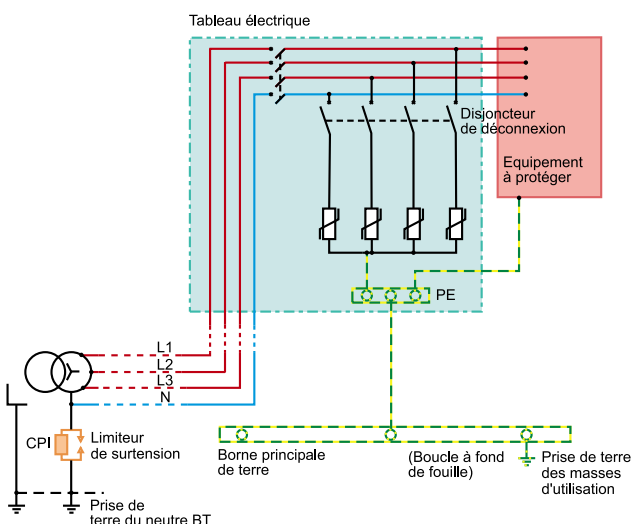 Tableau électrique
Disjoncteur
de déconnexion
Equipement
à protéger
PE
L1
L2
L3
N
CPI
Limiteur
de surtension
Borne principale
de terre
(Boucle à fond
de fouille)
Prise de terre
des masses
d'utilisation
Prise de
terre du neutre BT